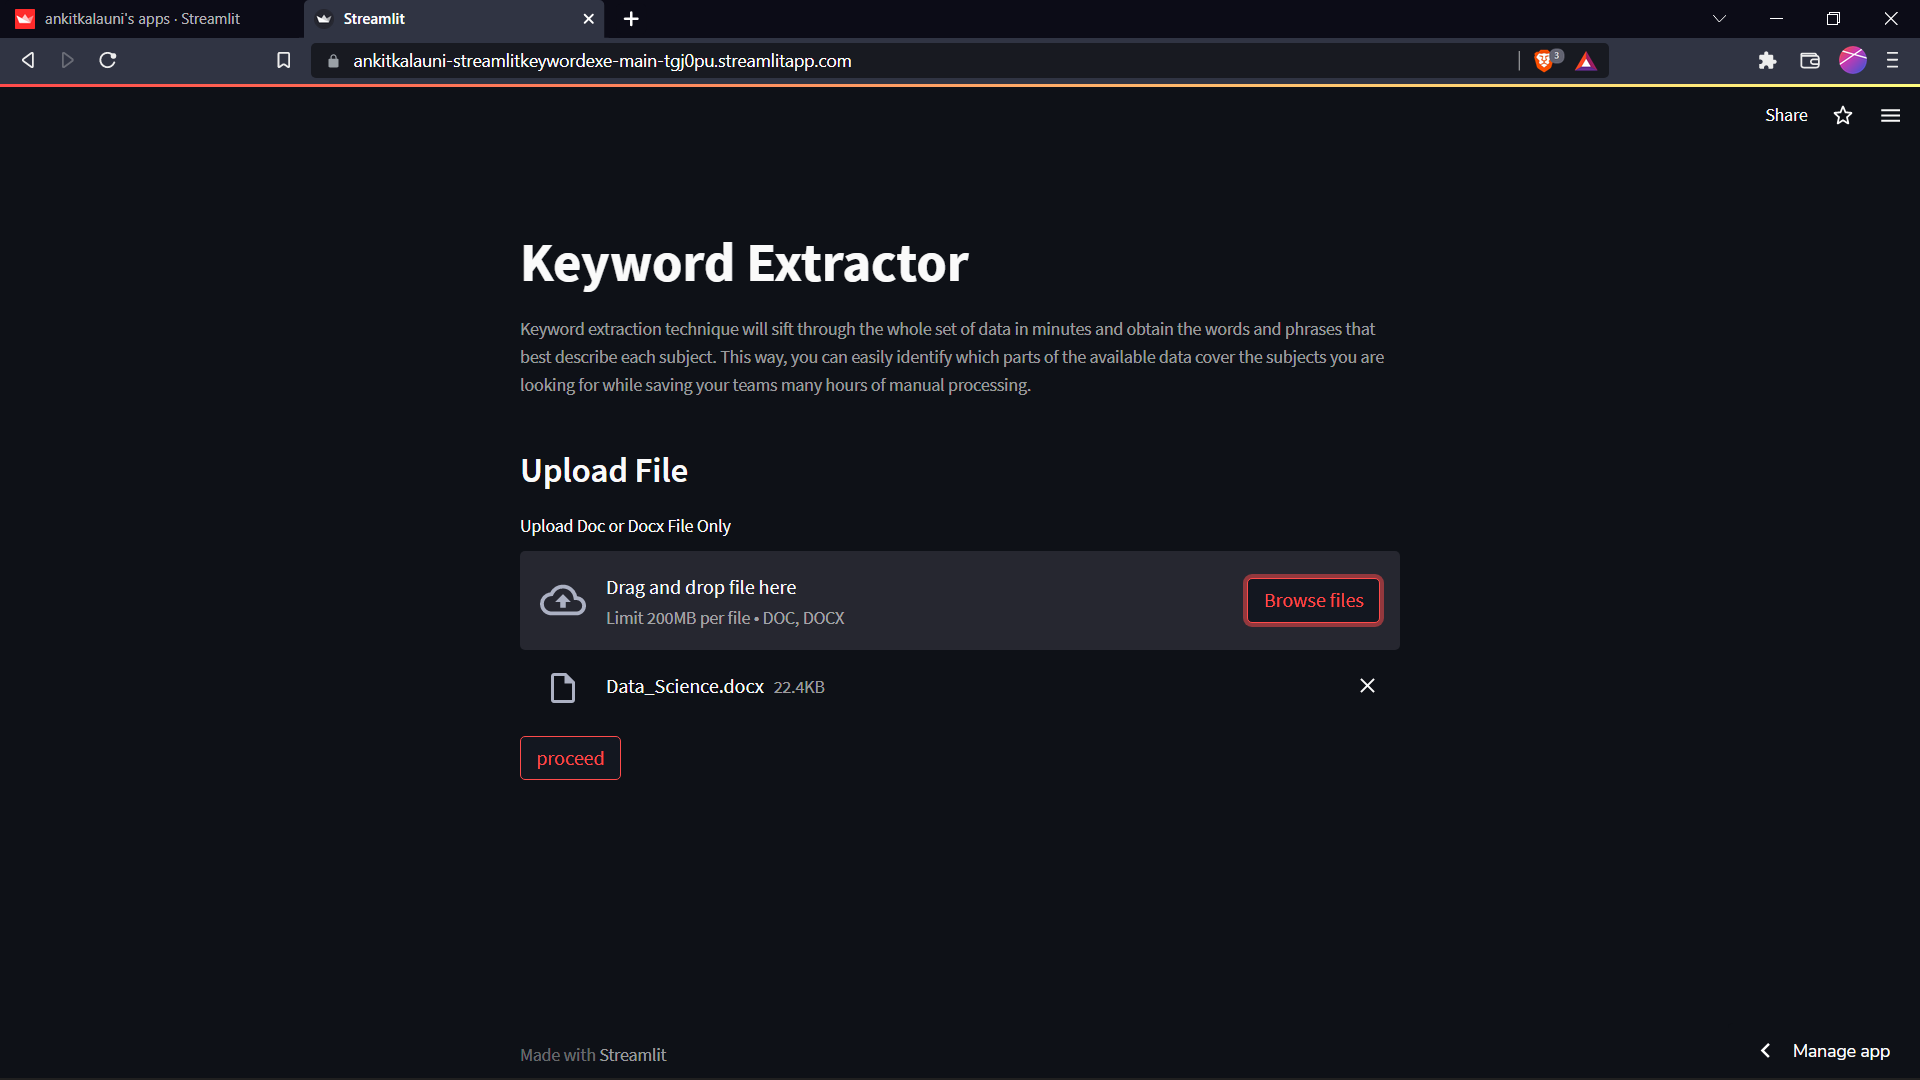 ankitkalauni's apps · Streamlit
Streamlit
ankitkalauni-streamlitkeywordexe-main-tgj0pu.streamlitapp.com
3
Share
Keyword Extractor
Keyword extraction technique will sift through the whole set of data in minutes and obtain the words and phrases that
best describe each subject. This way, you can easily identify which parts of the available data cover the subjects you are
looking for while saving your teams many hours of manual processing.
Upload File
Upload Doc or Docx File Only
Drag and drop file here
Limit 200MB per file • DOC, DOCX
Browse files
Data_Science.docx 22.4KB
proceed
Made with Streamlit
Manage app